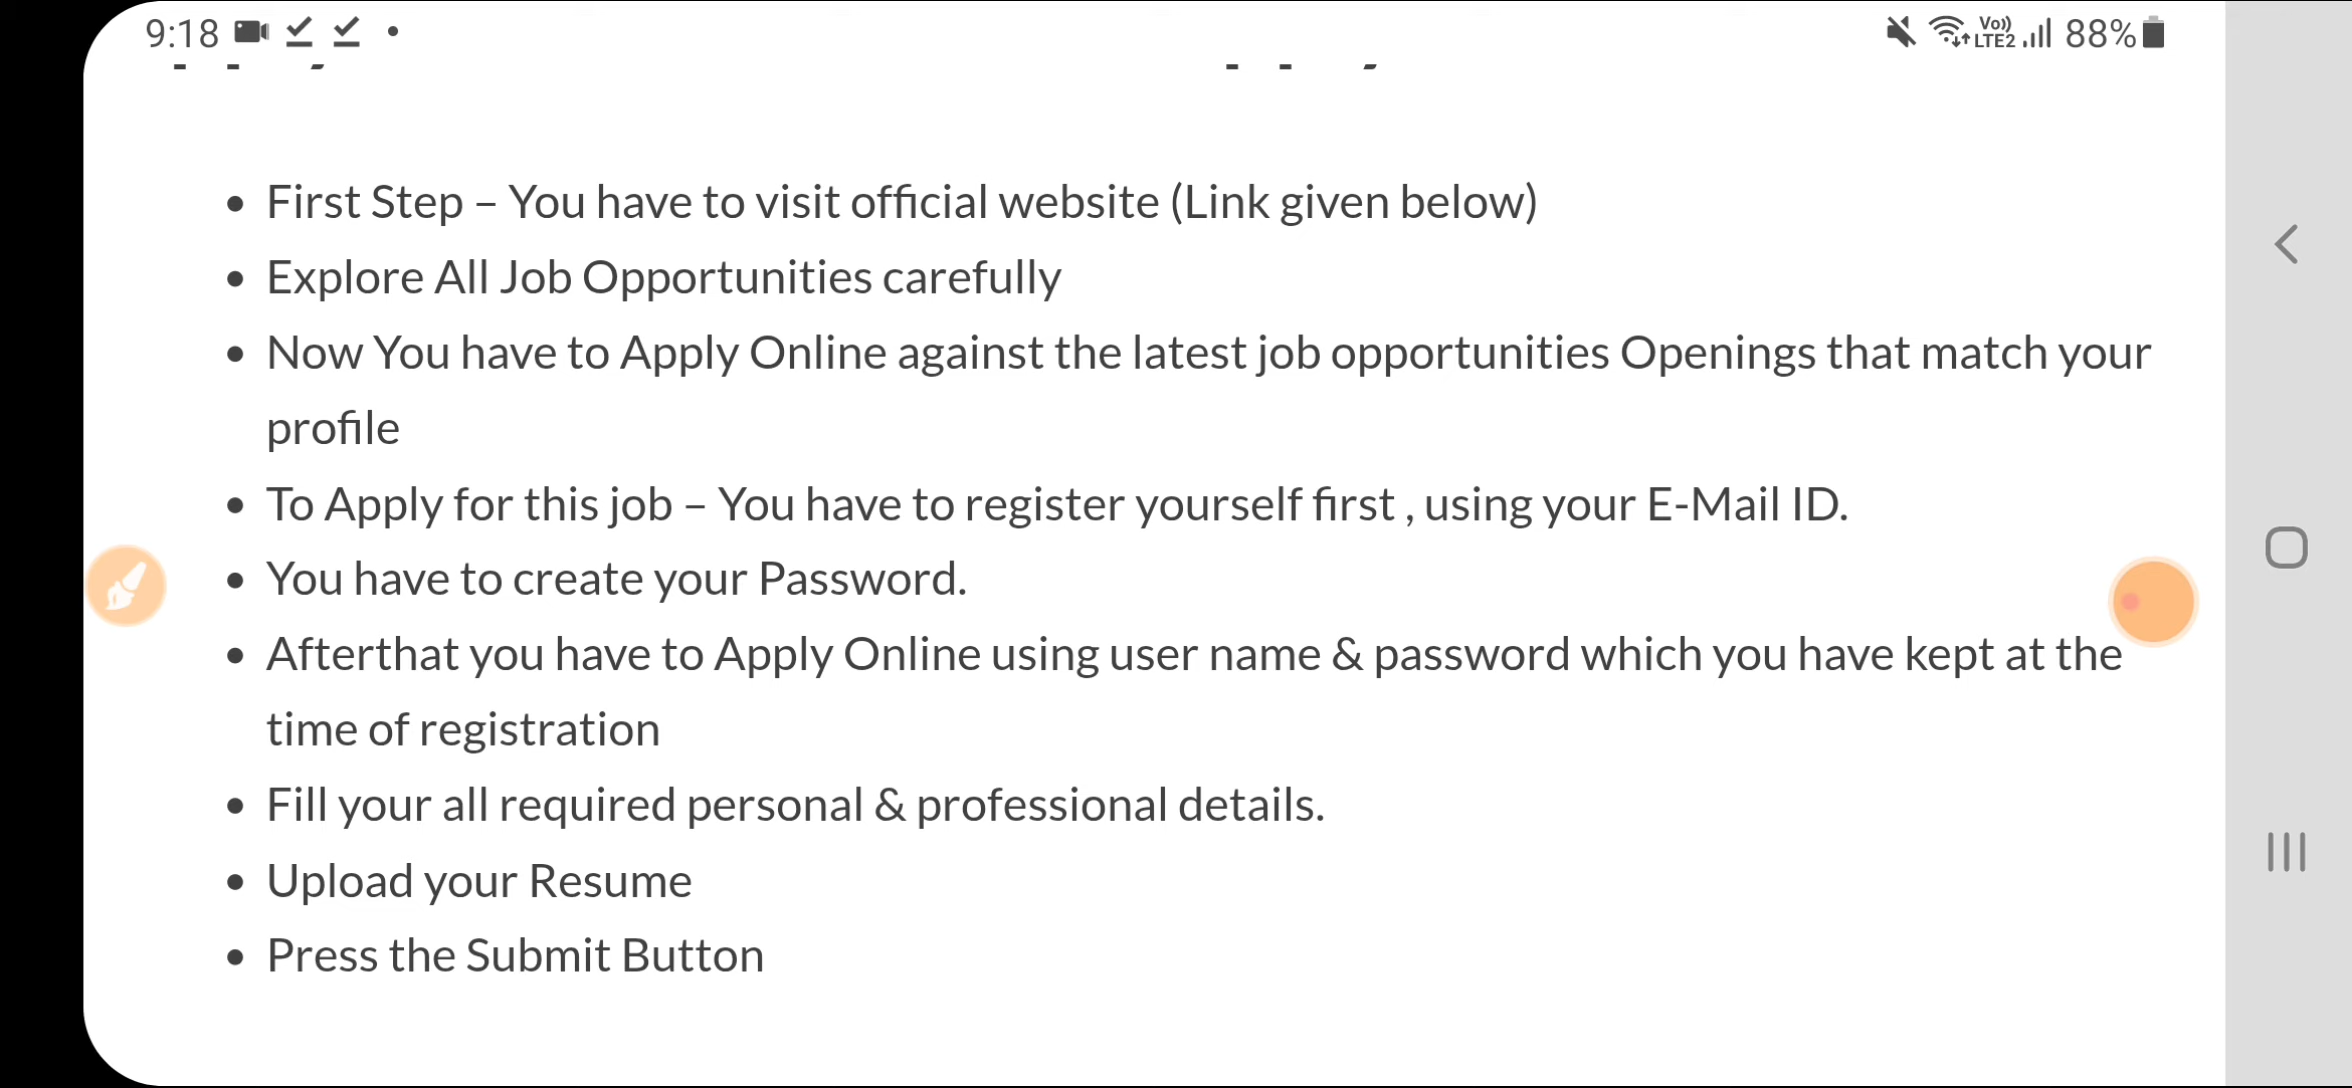 9:18
Vo)) LTE2 88%
First Step – You have to visit official website (Link given below)
Explore All Job Opportunities carefully
Now You have to Apply Online against the latest job opportunities Openings that match your
profile
To Apply for this job – You have to register yourself first , using your E-Mail ID.
You have to create your Password.
Afterthat you have to Apply Online using user name & password which you have kept at the
time of registration
Fill your all required personal & professional details.
Upload your Resume
Press the Submit Button